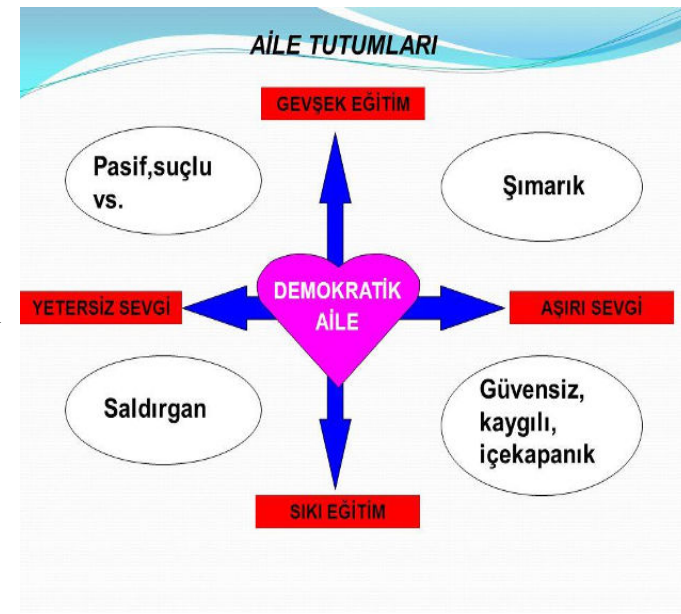 AİLE TUTUMLARI
GEVŞEK EĞİTİM
Pasif,suçlu
vs.
Şımarık
DEMOKRATİK
AİLE
YETERSİZ SEVGİ
AŞIRI SEVGİ
Saldırgan
Güvensiz,
kaygılı,
içekapanık
SIKI EĞİTİM